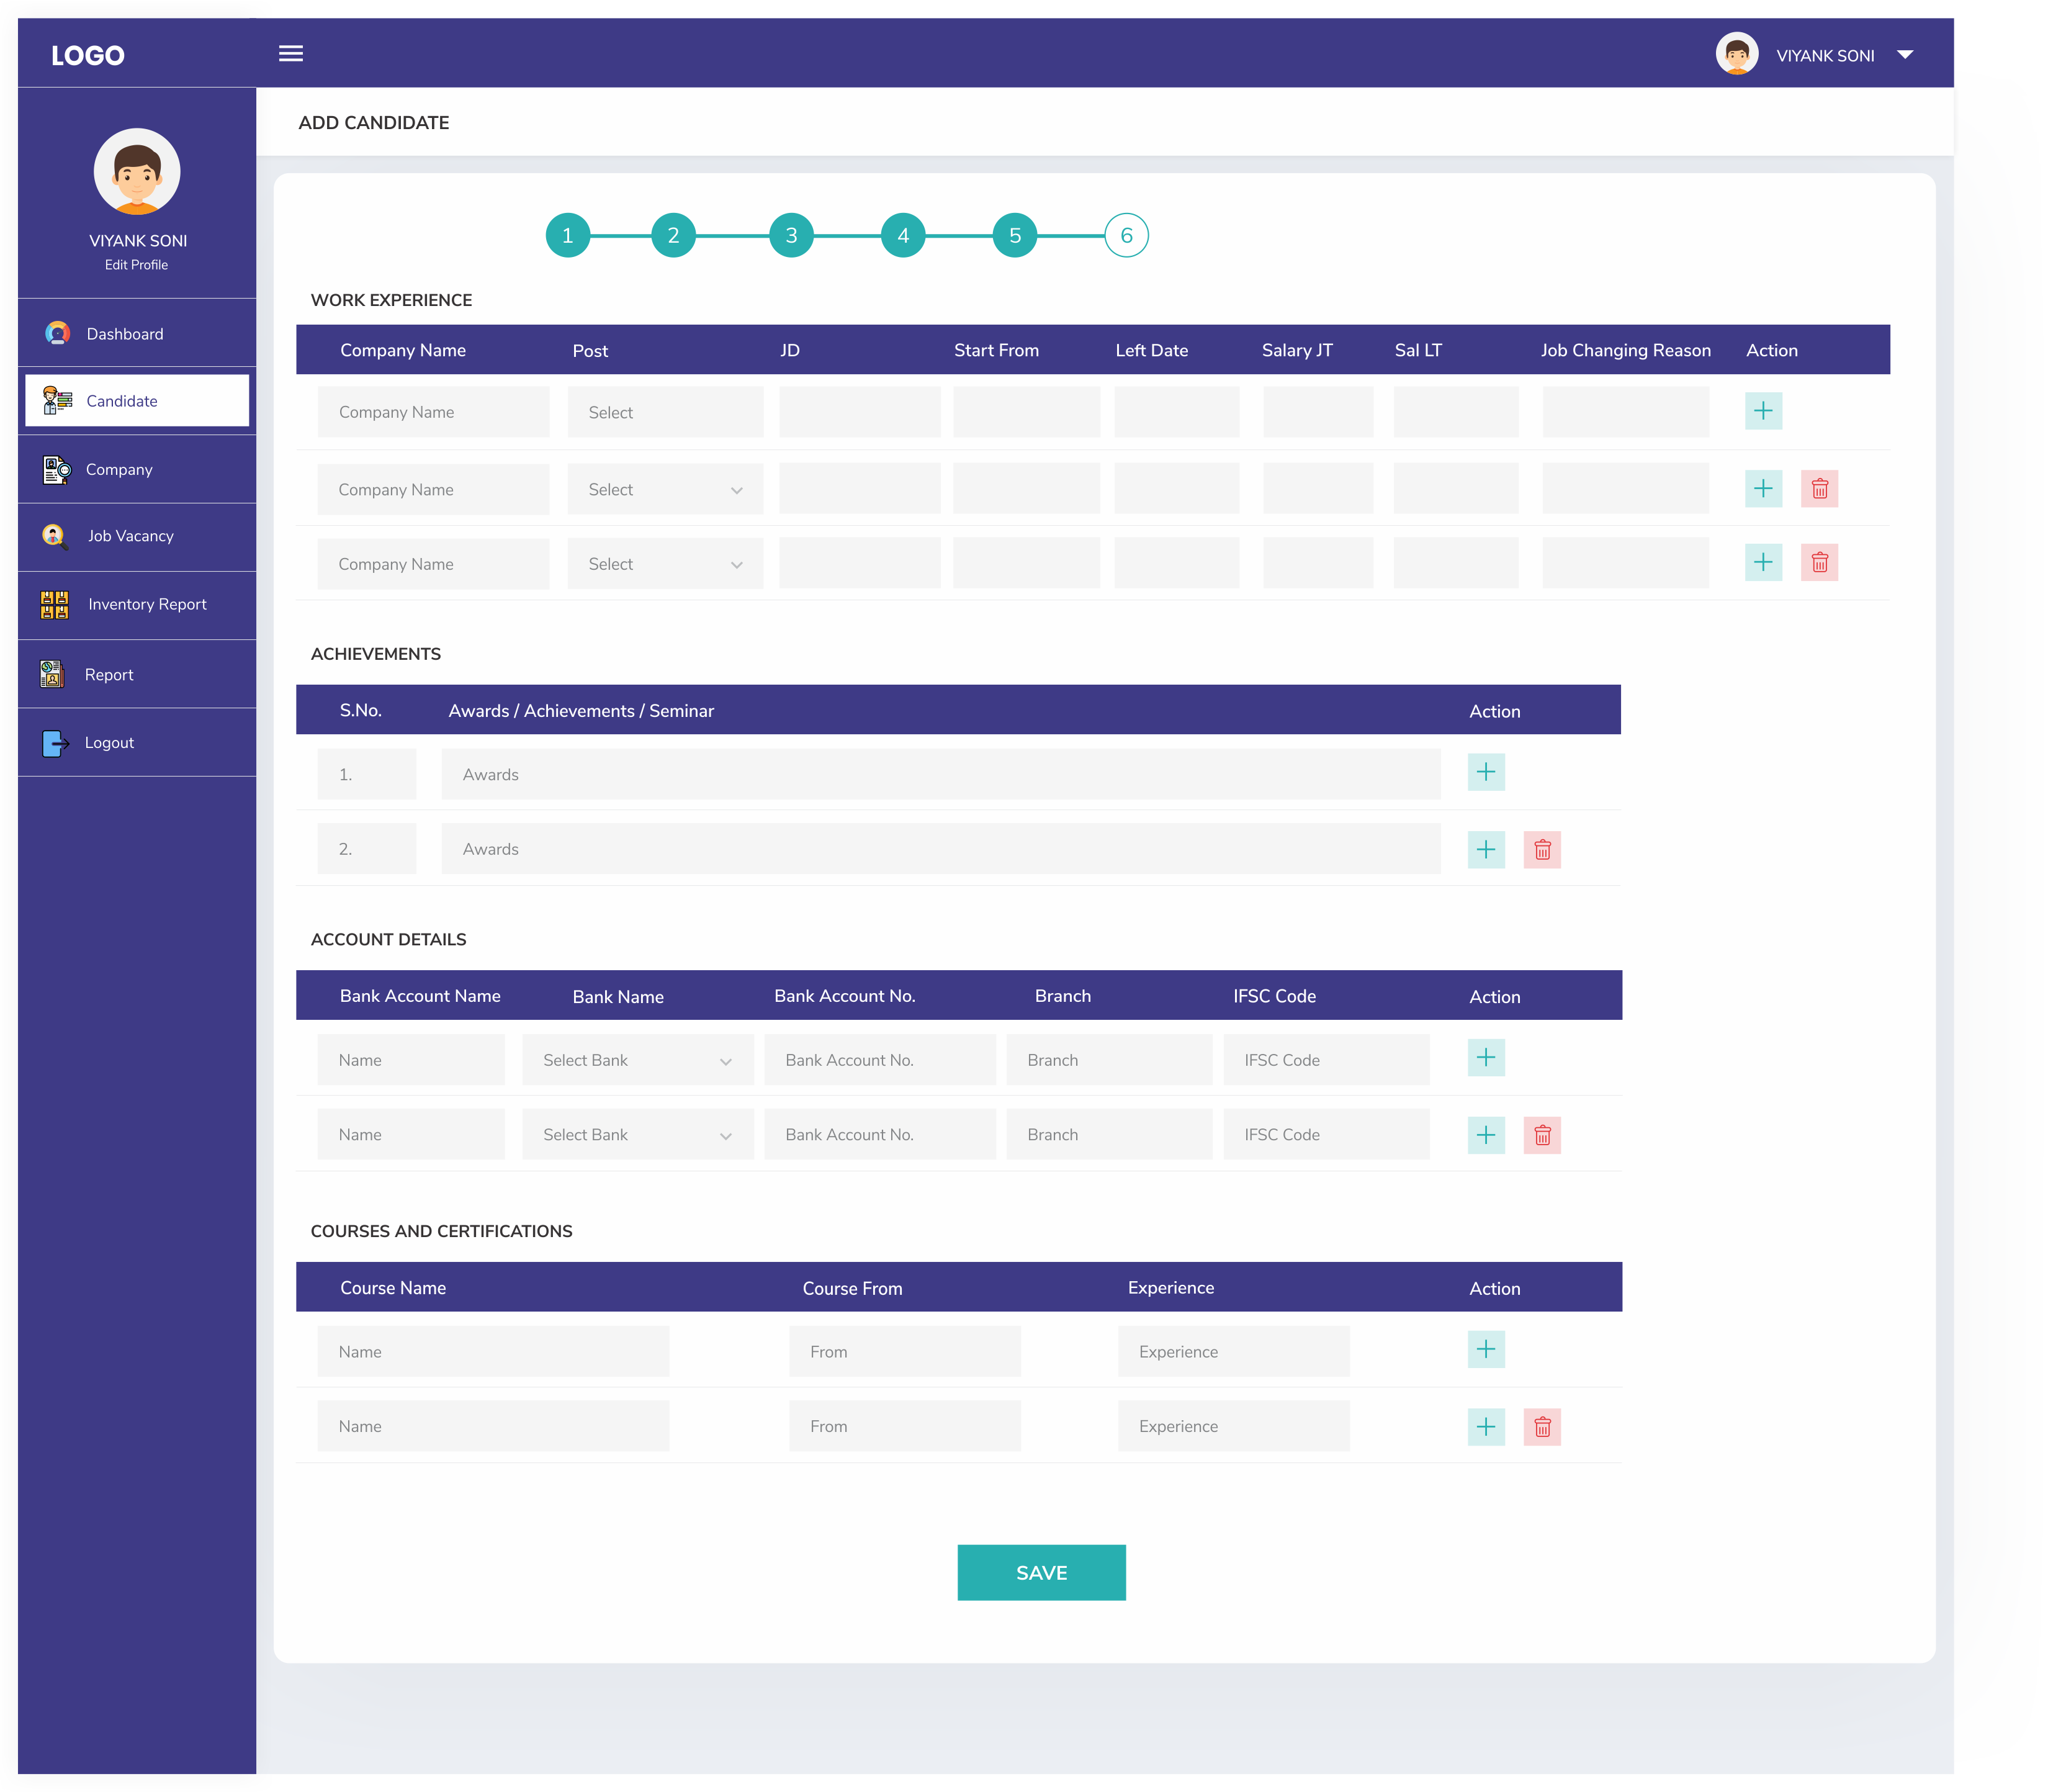 LOGO
VIYANK SONI
VIYANK SONI
Edit Profile
Dashboard
Candidate
Company
Job Vacancy
Inventory Report
Report
Logout
ADD CANDIDATE
1 2 3 4 5 6
WORK EXPERIENCE
Company Name Post JD Start From Left Date Salary JT Sal LT Job Changing Reason Action
Company Name Select
Company Name Select
Company Name Select
ACHIEVEMENTS
S.No. Awards / Achievements / Seminar Action
1. Awards
2. Awards
ACCOUNT DETAILS
Bank Account Name Bank Name Bank Account No. Branch IFSC Code Action
Name Select Bank Bank Account No. Branch IFSC Code
Name Select Bank Bank Account No. Branch IFSC Code
COURSES AND CERTIFICATIONS
Course Name Course From Experience Action
Name From Experience
Name From Experience
SAVE